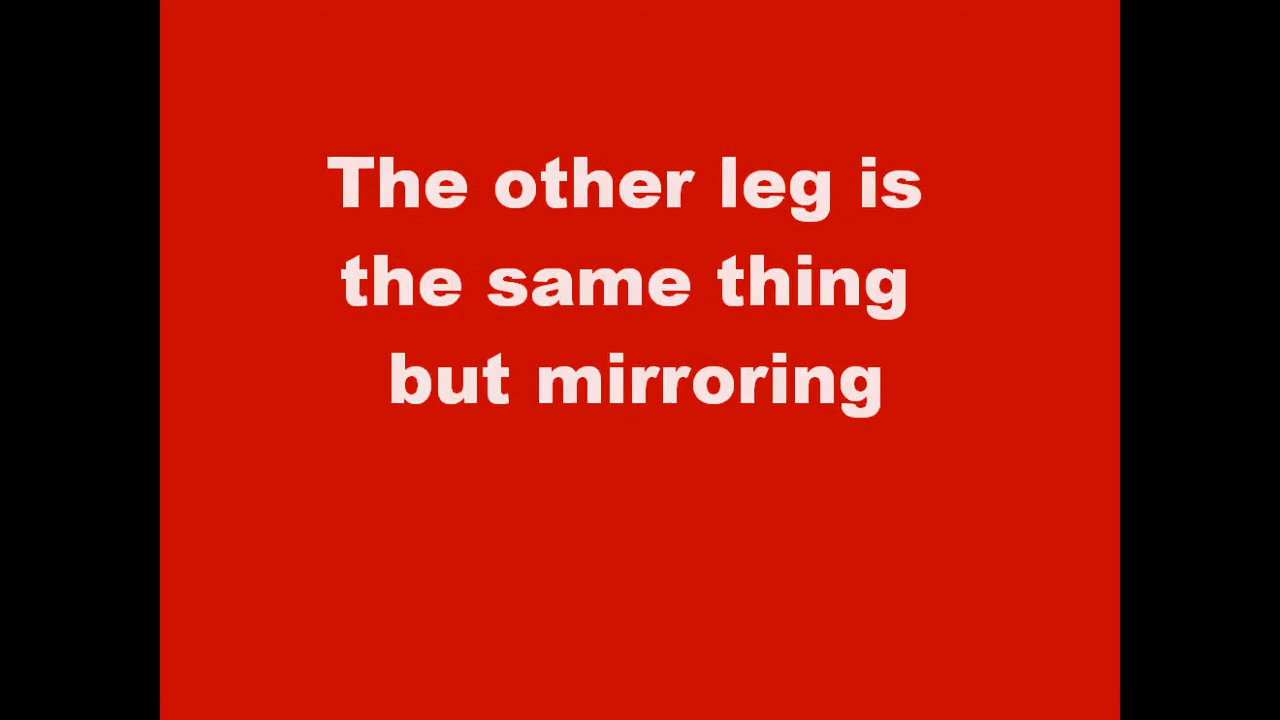 The other leg is
the same thing
but mirroring